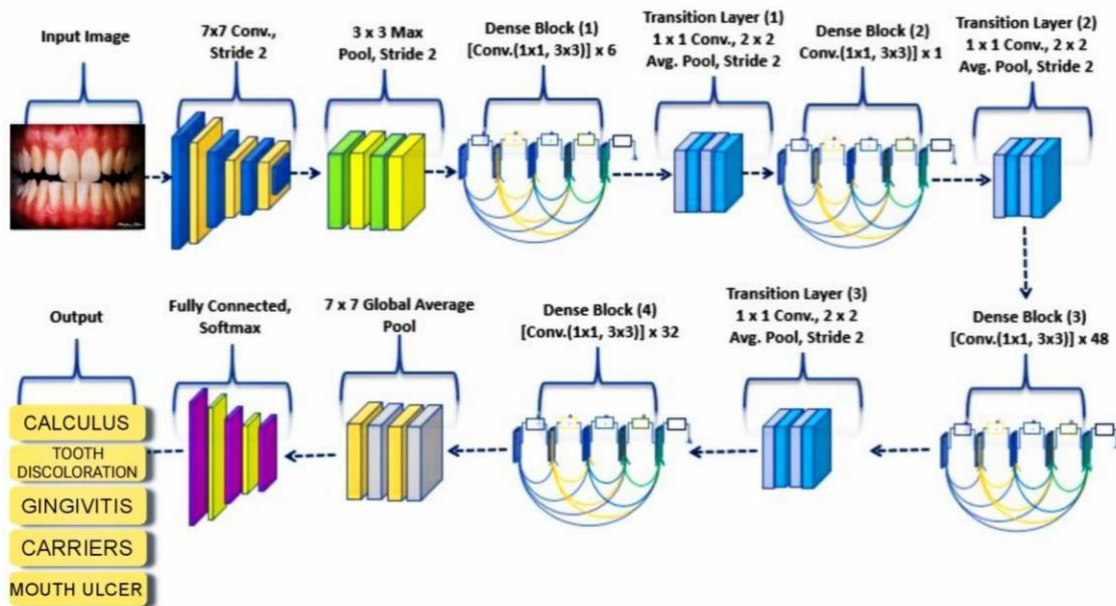 Input Image
7x7 Conv.,
Stride 2
3 x 3 Max
Pool, Stride 2
Dense Block (1)
[Conv.(1x1, 3x3)] x 6
Transition Layer (1)
1 x 1 Conv., 2 x 2
Avg. Pool, Stride 2
Dense Block (2)
Conv.(1x1, 3x3)] x 1
Transition Layer (2)
1 x 1 Conv., 2 x 2
Avg. Pool, Stride 2
Output
Fully Connected,
Softmax
7 x 7 Global Average
Pool
Dense Block (4)
[Conv.(1x1, 3x3)] x 32
Transition Layer (3)
1 x 1 Conv., 2 x 2
Avg. Pool, Stride 2
Dense Block (3)
[Conv.(1x1, 3x3)] x 48
CALCULUS
TOOTH
DISCOLORATION
GINGIVITIS
CARRIERS
MOUTH ULCER